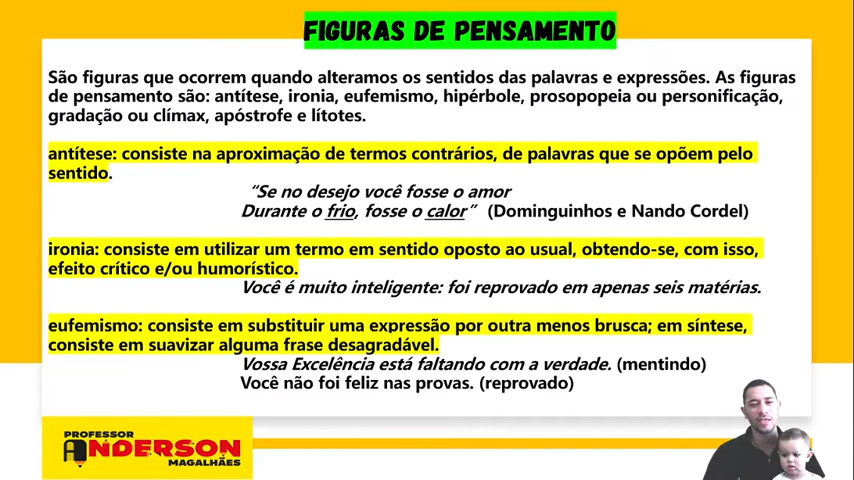 FIGURAS DE PENSAMENTO
São figuras que ocorrem quando alteramos os sentidos das palavras e expressões. As figuras
de pensamento são: antítese, ironia, eufemismo, hipérbole, prosopopeia ou personificação,
gradação ou clímax, apóstrofe e lítotes.
antítese: consiste na aproximação de termos contrários, de palavras que se opõem pelo
sentido.
“Se no desejo você fosse o amor
Durante o frio, fosse o calor” (Dominguinhos e Nando Cordel)
ironia: consiste em utilizar um termo em sentido oposto ao usual, obtendo-se, com isso,
efeito crítico e/ou humorístico.
Você é muito inteligente: foi reprovado em apenas seis matérias.
eufemismo: consiste em substituir uma expressão por outra menos brusca; em síntese,
consiste em suavizar alguma frase desagradável.
Vossa Excelência está faltando com a verdade. (mentindo)
Você não foi feliz nas provas. (reprovado)
PROFESSOR
ANDERSON
MAGALHÃES